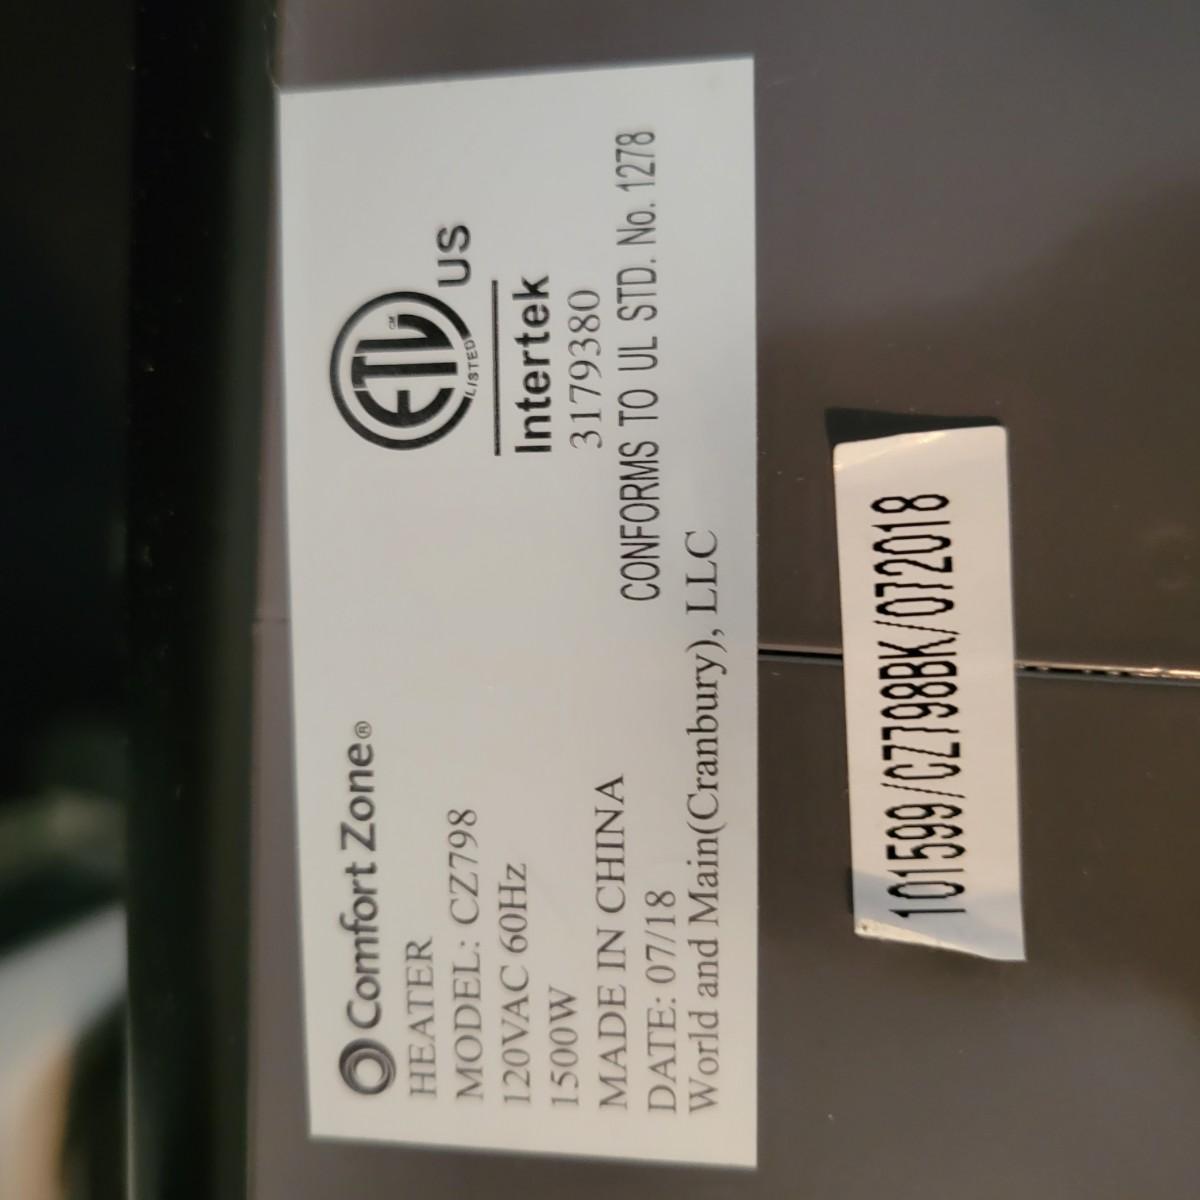 Comfort Zone®
HEATER
MODEL: CZ798
120VAC 60Hz
1500W
MADE IN CHINA
DATE: 07/18
World and Main(Cranbury), LLC
ETL CM
LISTED
US
Intertek
3179380
CONFORMS TO UL STD. No. 1278
101599/CZ798BK/072018